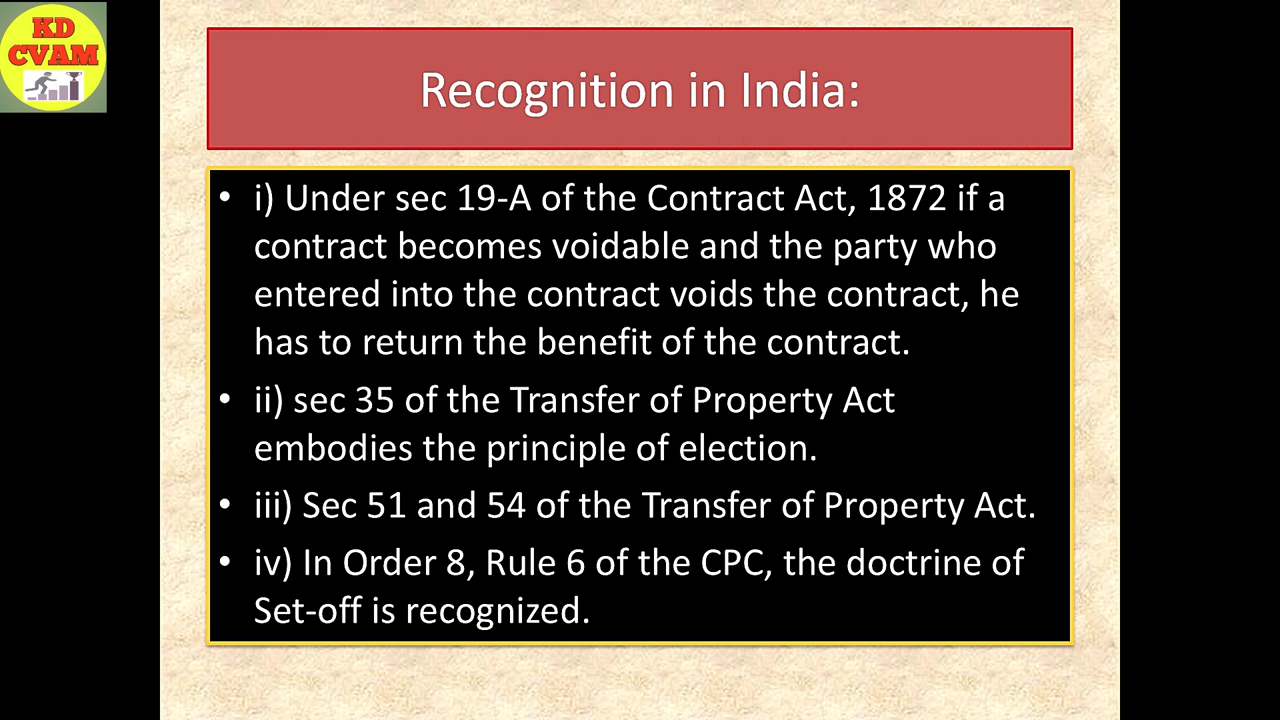 KD
CVAM
Recognition in India:
• i) Under sec 19-A of the Contract Act, 1872 if a
contract becomes voidable and the party who
entered into the contract voids the contract, he
has to return the benefit of the contract.
• ii) sec 35 of the Transfer of Property Act
embodies the principle of election.
• iii) Sec 51 and 54 of the Transfer of Property Act.
• iv) In Order 8, Rule 6 of the CPC, the doctrine of
Set-off is recognized.